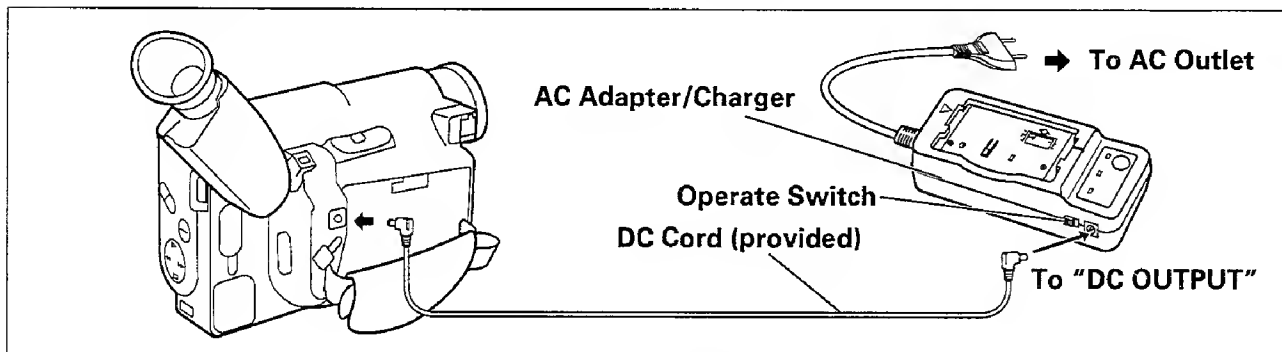 To AC Outlet
AC Adapter/Charger
Operate Switch
DC Cord (provided)
To “DC OUTPUT”